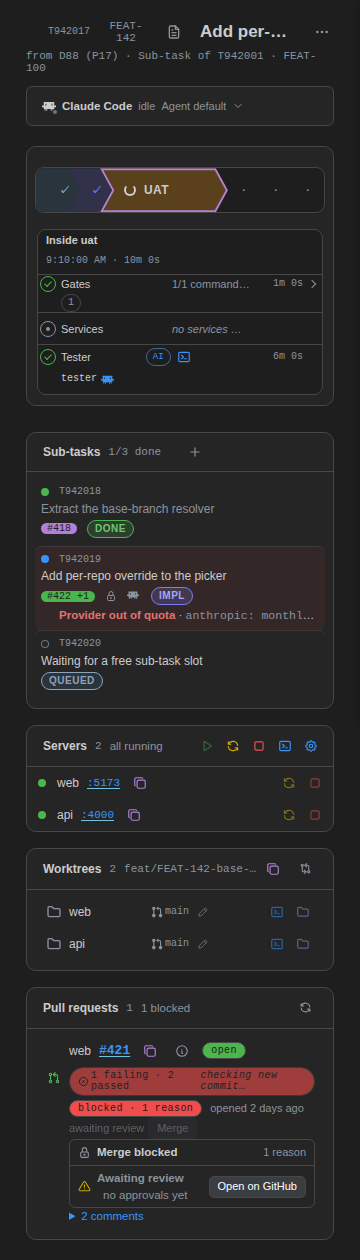 T942017 FEAT-142 Add per-…
from D88 (P17) · Sub-task of T942001 · FEAT-
100
Claude Code idle Agent default
UAT
Inside uat
9:10:00 AM · 10m 0s
Gates 1/1 command… 1m 0s
1
Services no services …
Tester AI 6m 0s
tester
Sub-tasks 1/3 done
T942018
Extract the base-branch resolver
#418 DONE
T942019
Add per-repo override to the picker
#422 +1 IMPL
Provider out of quota · anthropic: monthl…
T942020
Waiting for a free sub-task slot
QUEUED
Servers 2 all running
web :5173
api :4000
Worktrees 2 feat/FEAT-142-base-…
web main
api main
Pull requests 1 1 blocked
web #421 open
1 failing · 2 passed checking new commit…
blocked · 1 reason opened 2 days ago
awaiting review Merge
Merge blocked 1 reason
Awaiting review
no approvals yet Open on GitHub
2 comments